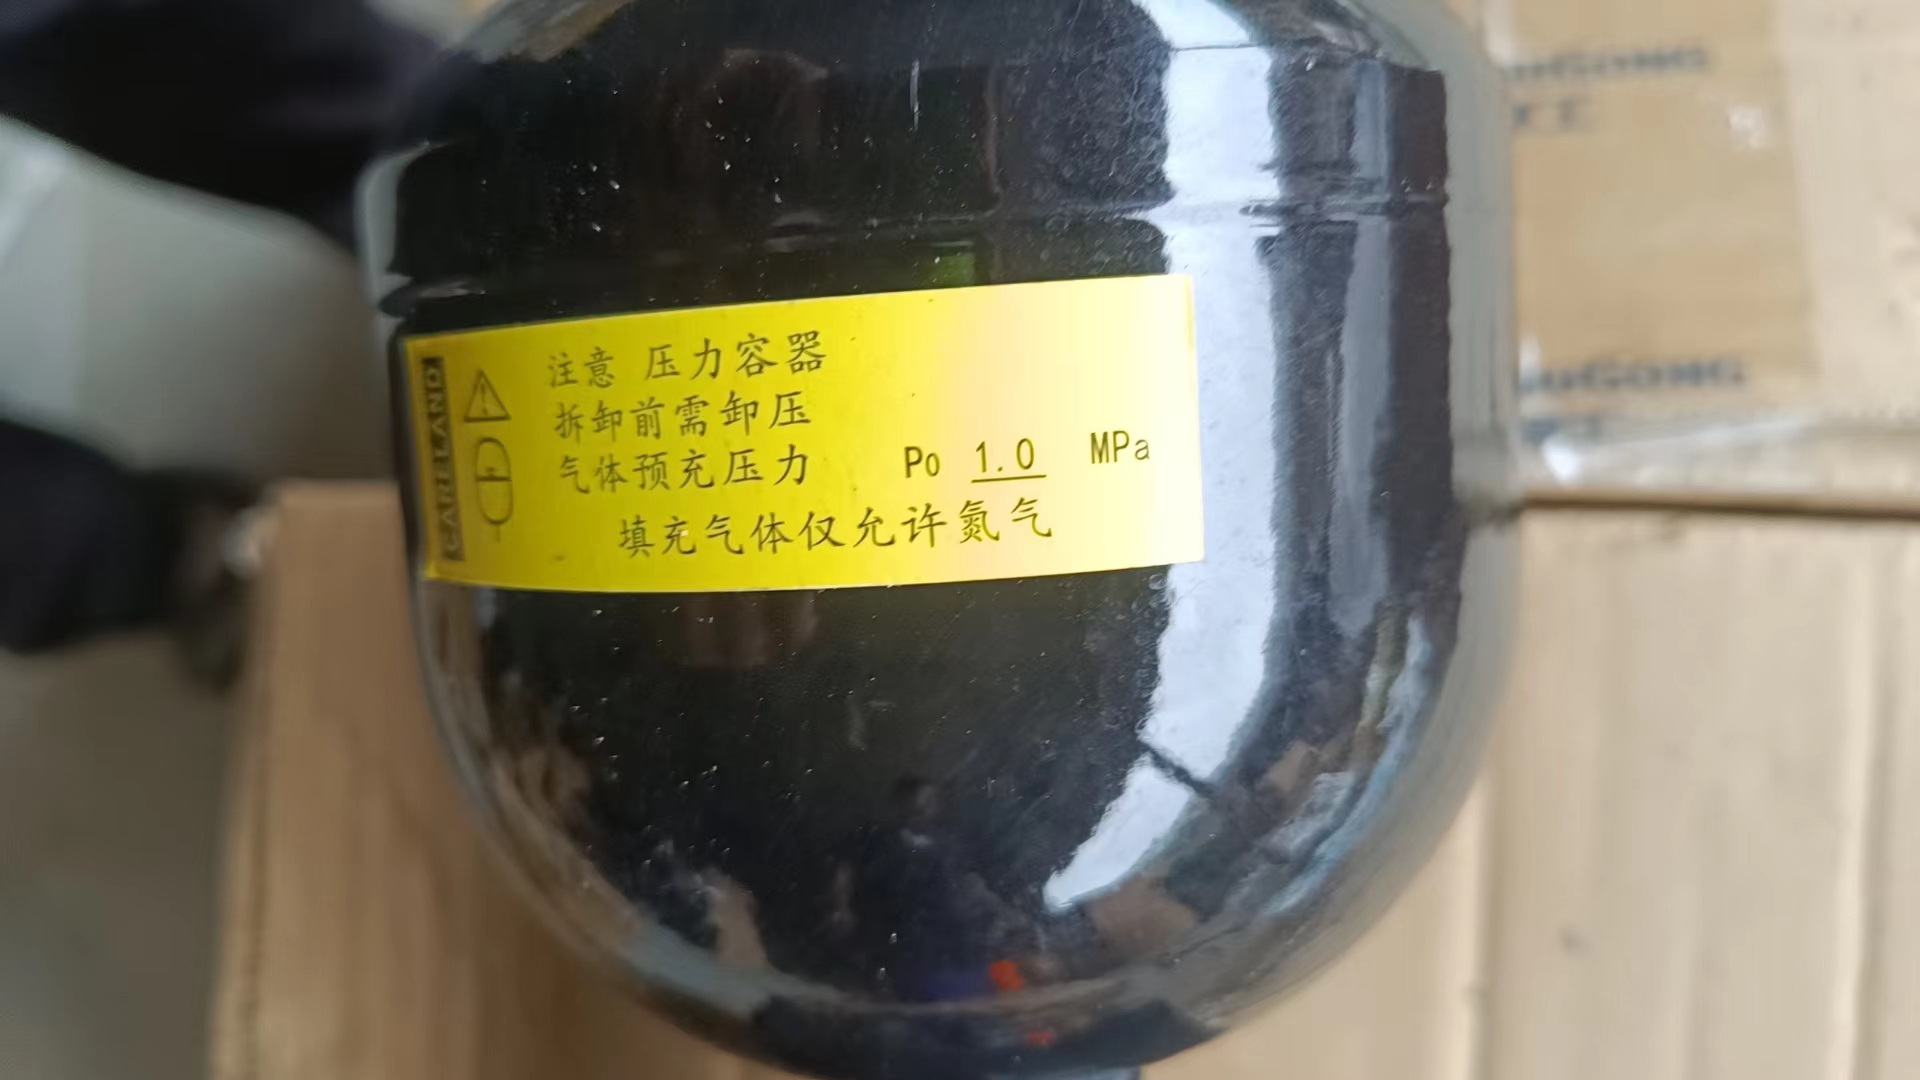 CARELAND
注意 压力容器
拆卸前需卸压
气体预充压力 Po 1.0 MPa
填充气体仅允许氮气